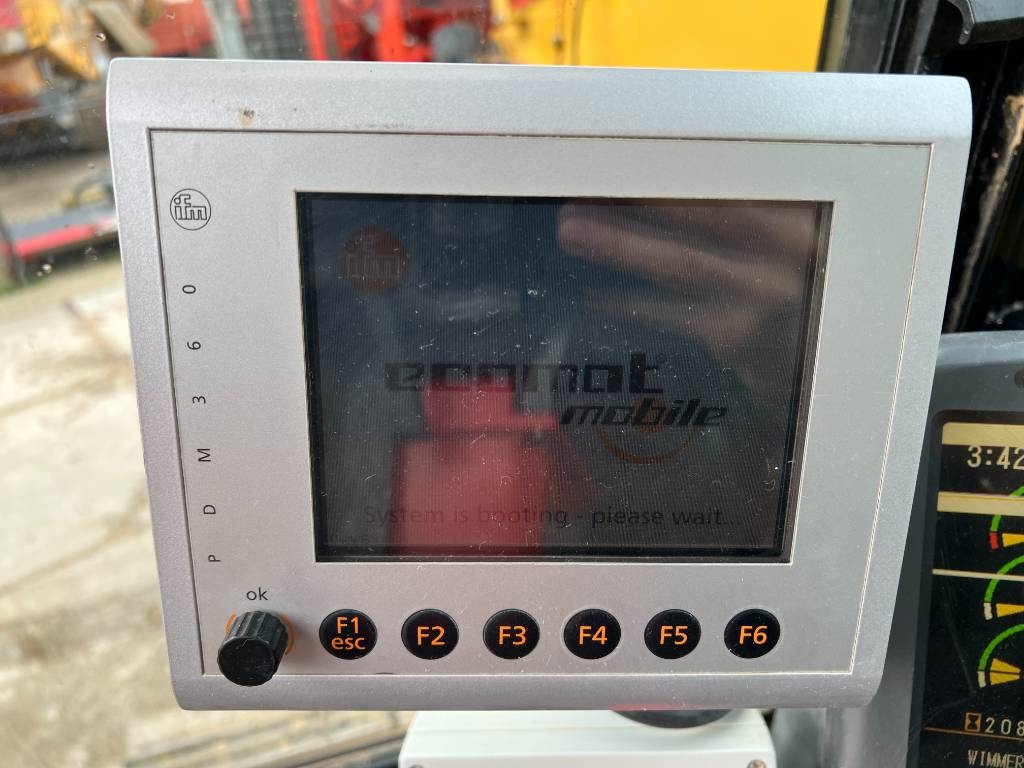 ifm
PDM360
ifm
ecomat®
mobile
System is booting - please wait...
ok
F1
esc
F2
F3
F4
F5
F6
3:42
208
WIMMER